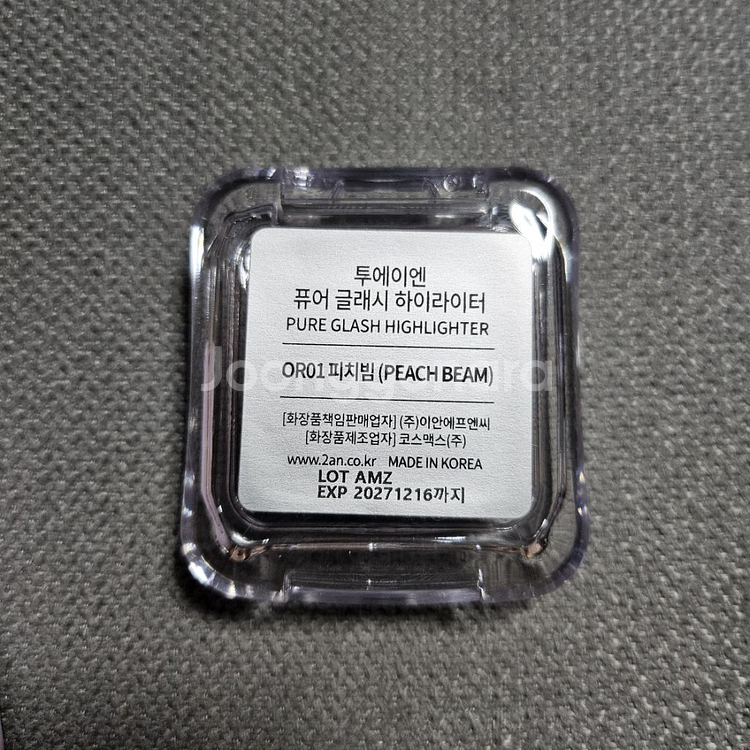 투에이엔
퓨어 글래시 하이라이터
PURE GLASH HIGHLIGHTER
OR01 피치빔 (PEACH BEAM)
Joonggonara
[화장품책임판매업자] (주)이안에프엔씨
[화장품제조업자] 코스맥스(주)
www.2an.co.kr MADE IN KOREA
LOT AMZ
EXP 20271216까지